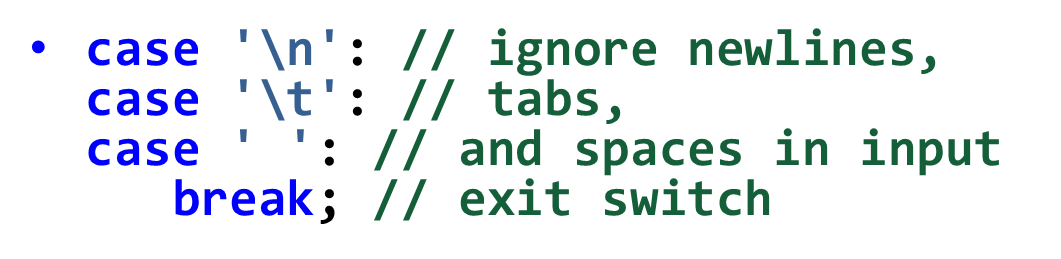 • case '\n': // ignore newlines,
case '\t': // tabs,
case ' ': // and spaces in input
break; // exit switch